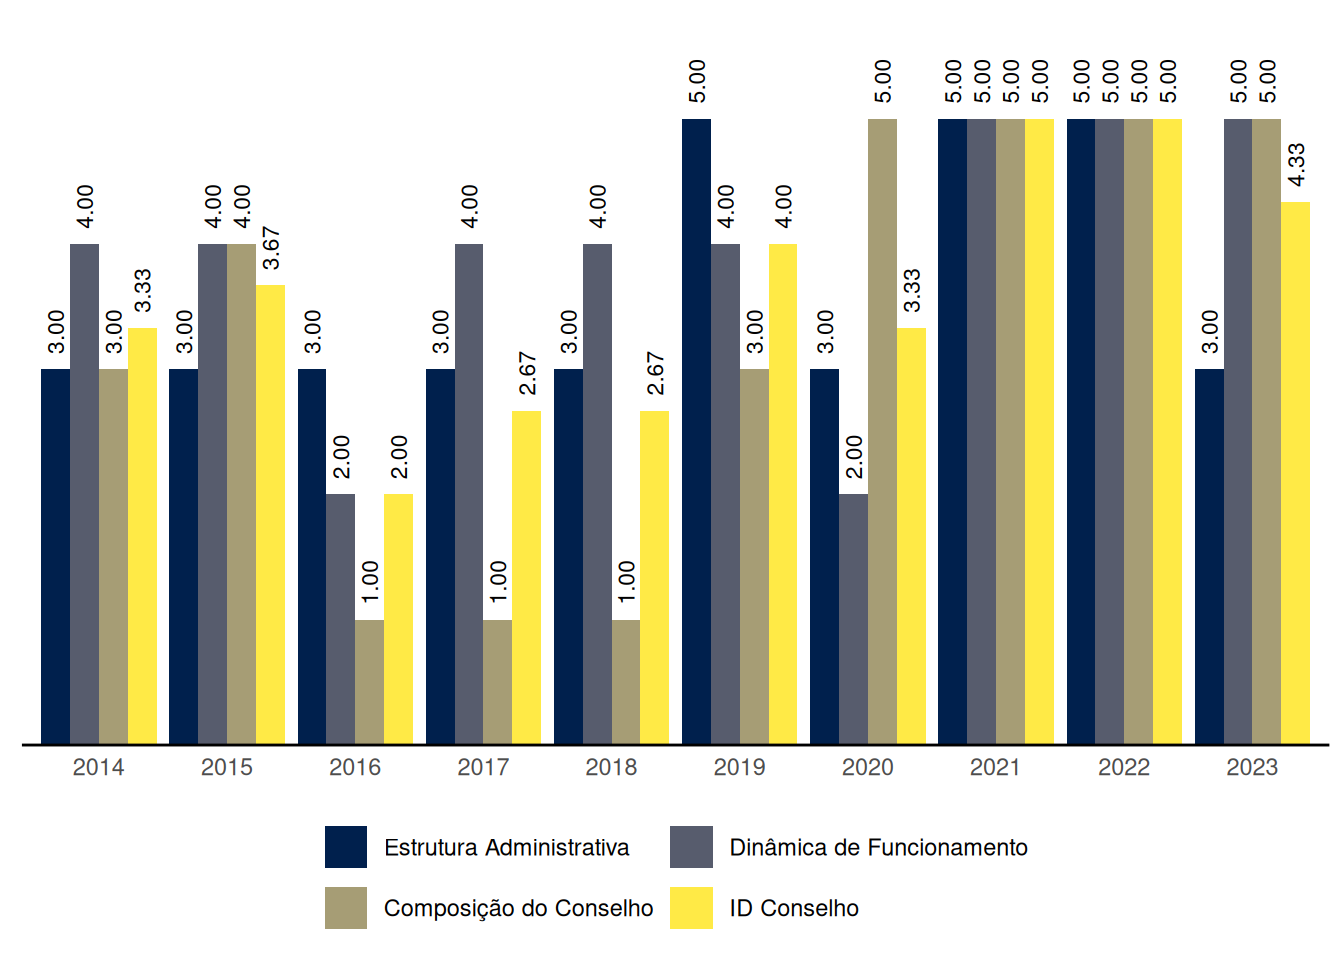 3.00 4.00 3.00 3.33 3.00 4.00 4.00 3.67 3.00 2.00 1.00 2.00 3.00 4.00 1.00 2.67 3.00 4.00 1.00 2.67 5.00 4.00 3.00 4.00 3.00 2.00 5.00 3.33 5.00 5.00 5.00 5.00 5.00 5.00 5.00 5.00 3.00 5.00 5.00 4.33
2014 2015 2016 2017 2018 2019 2020 2021 2022 2023
Estrutura Administrativa Dinâmica de Funcionamento
Composição do Conselho ID Conselho